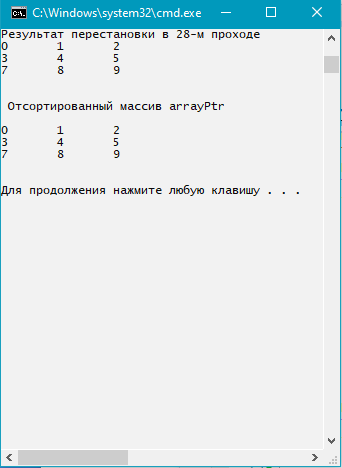 C:\Windows\system32\cmd.exe
Результат перестановки в 28-м проходе
0 1 2
3 4 5
7 8 9
Отсортированный массив arrayPtr
0 1 2
3 4 5
7 8 9
Для продолжения нажмите любую клавишу . . .